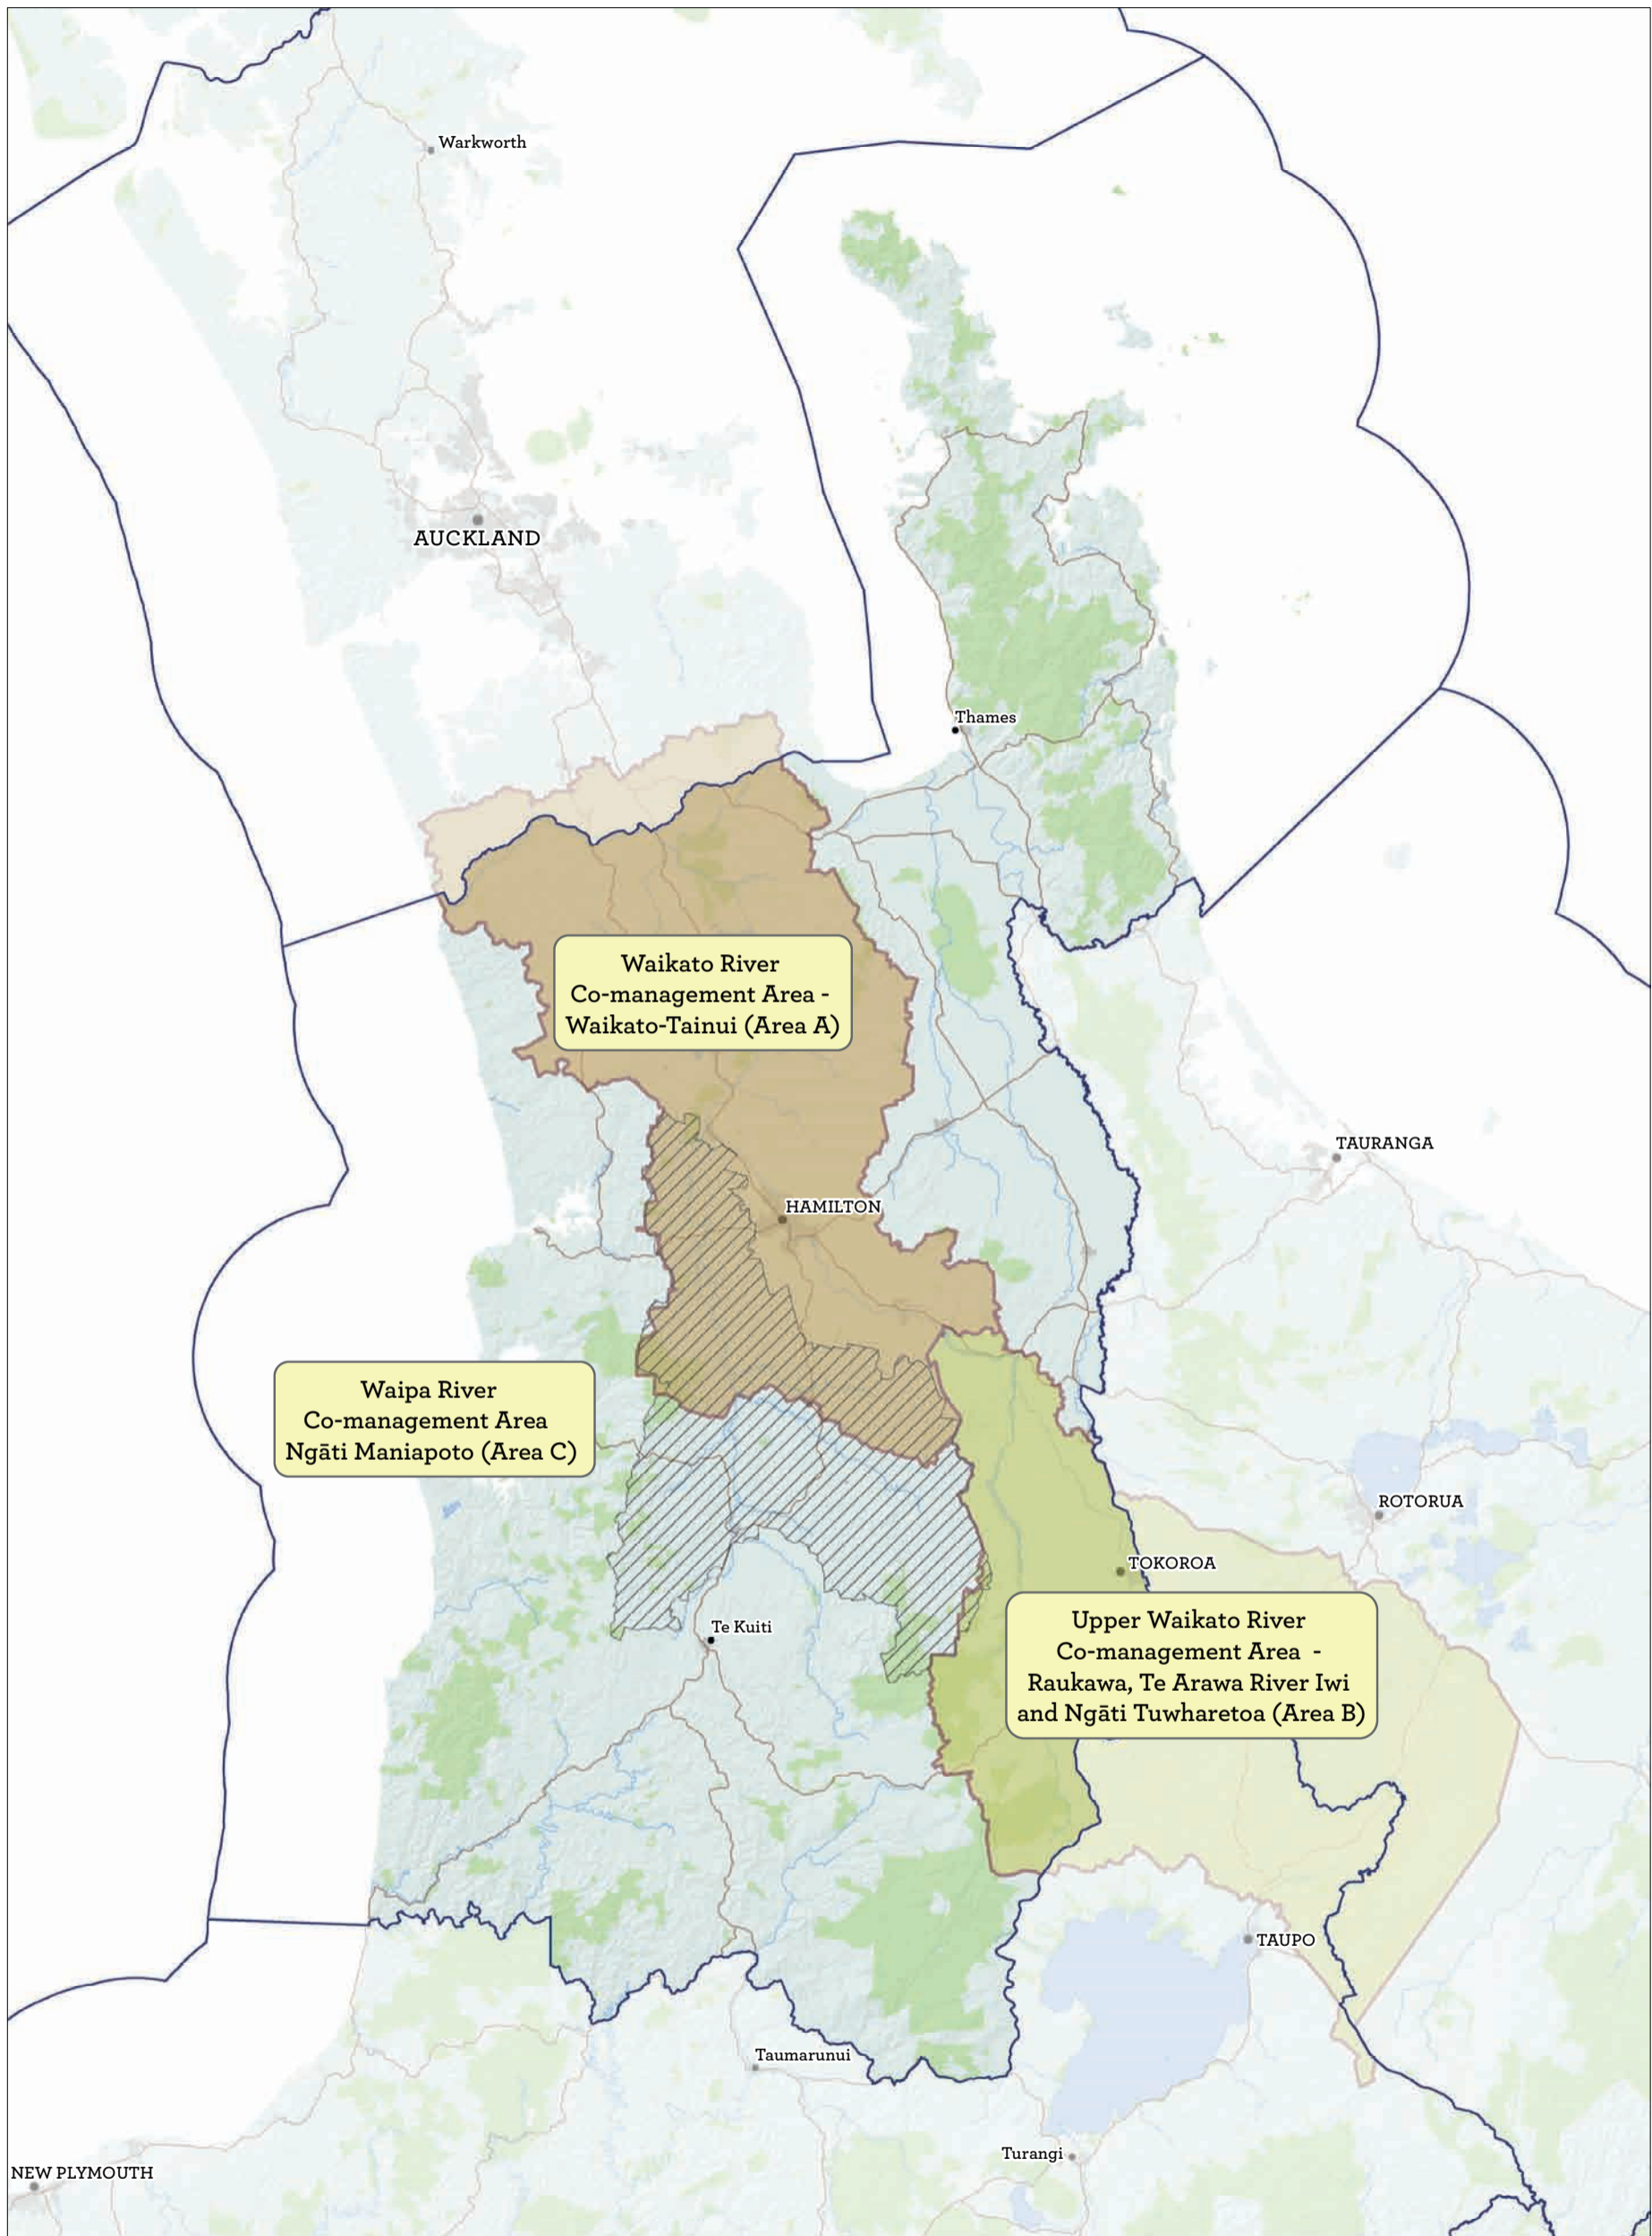 Warkworth
AUCKLAND
Thames
Waikato River
Co-management Area -
Waikato-Tainui (Area A)
TAURANGA
HAMILTON
Waipa River
Co-management Area
Ngāti Maniapoto (Area C)
ROTORUA
TOKOROA
Upper Waikato River
Co-management Area -
Raukawa, Te Arawa River Iwi
and Ngāti Tuwharetoa (Area B)
Te Kuiti
TAUPO
Taumarunui
Turangi
NEW PLYMOUTH